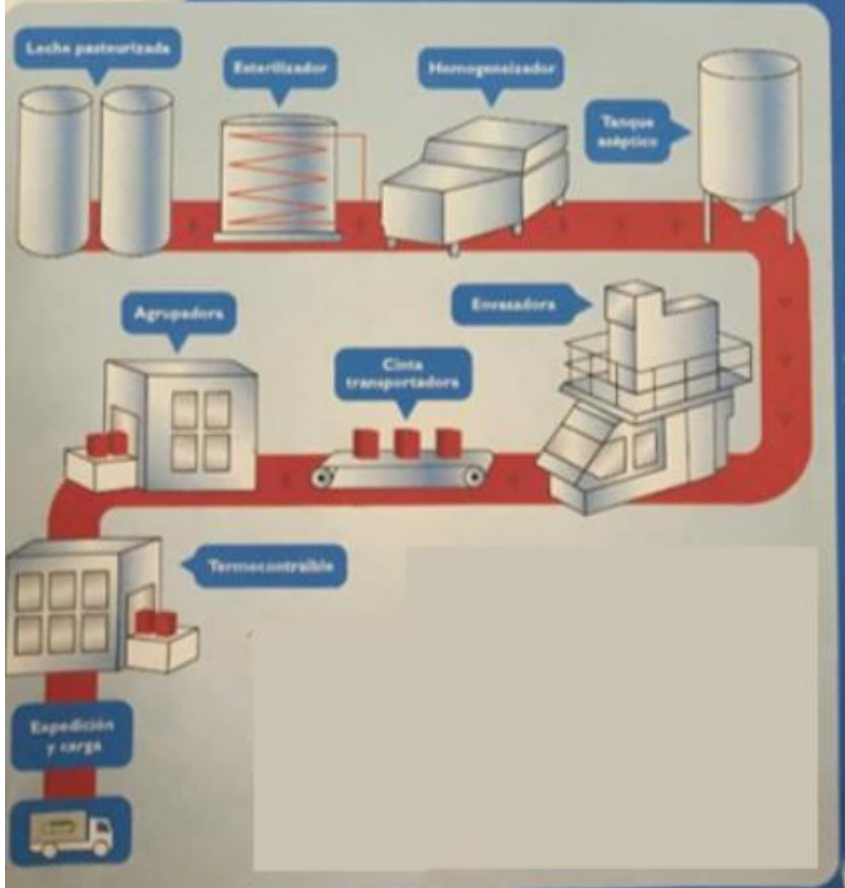 Leche pasteurizada
Esterilizador
Homogeneizador
Tanque
aséptico
Envasadora
Cinta
transportadora
Agrupadora
Termocontraíble
Expedición
y carga